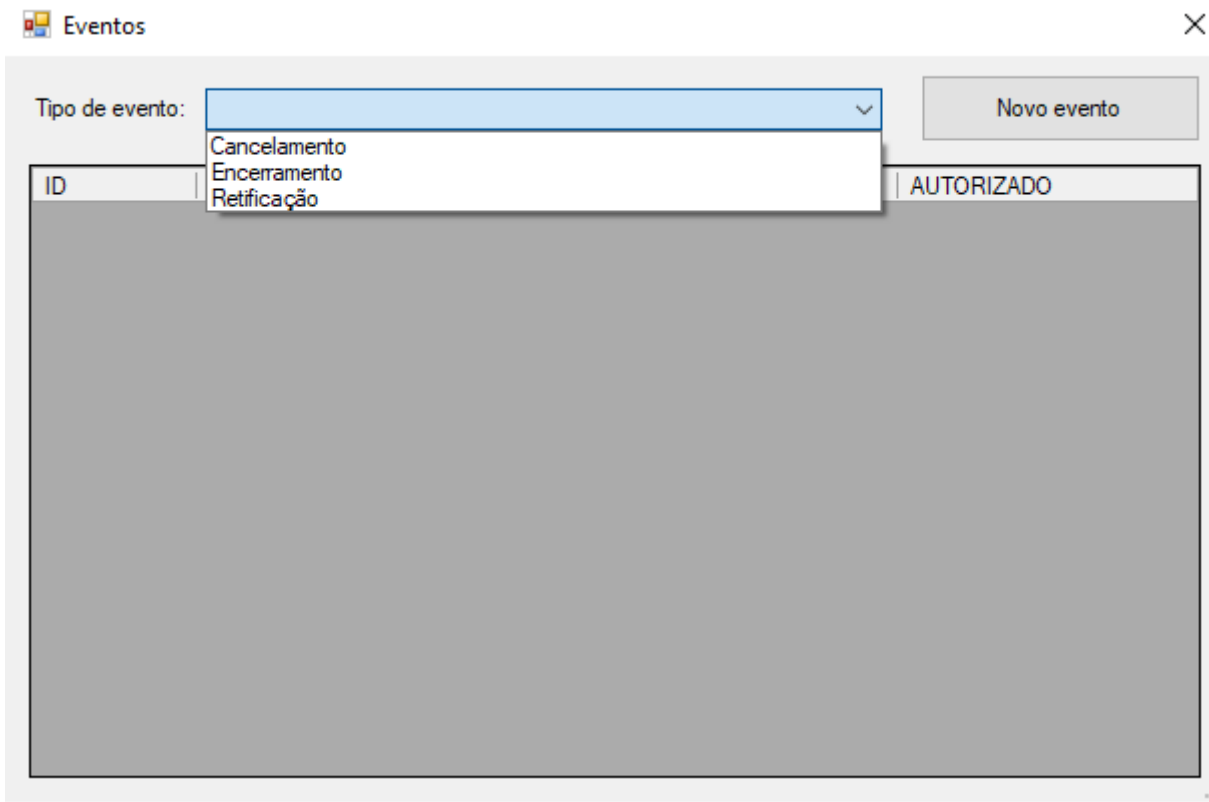 Eventos
Tipo de evento:
Novo evento
Cancelamento
Encerramento
Retificação
ID
AUTORIZADO